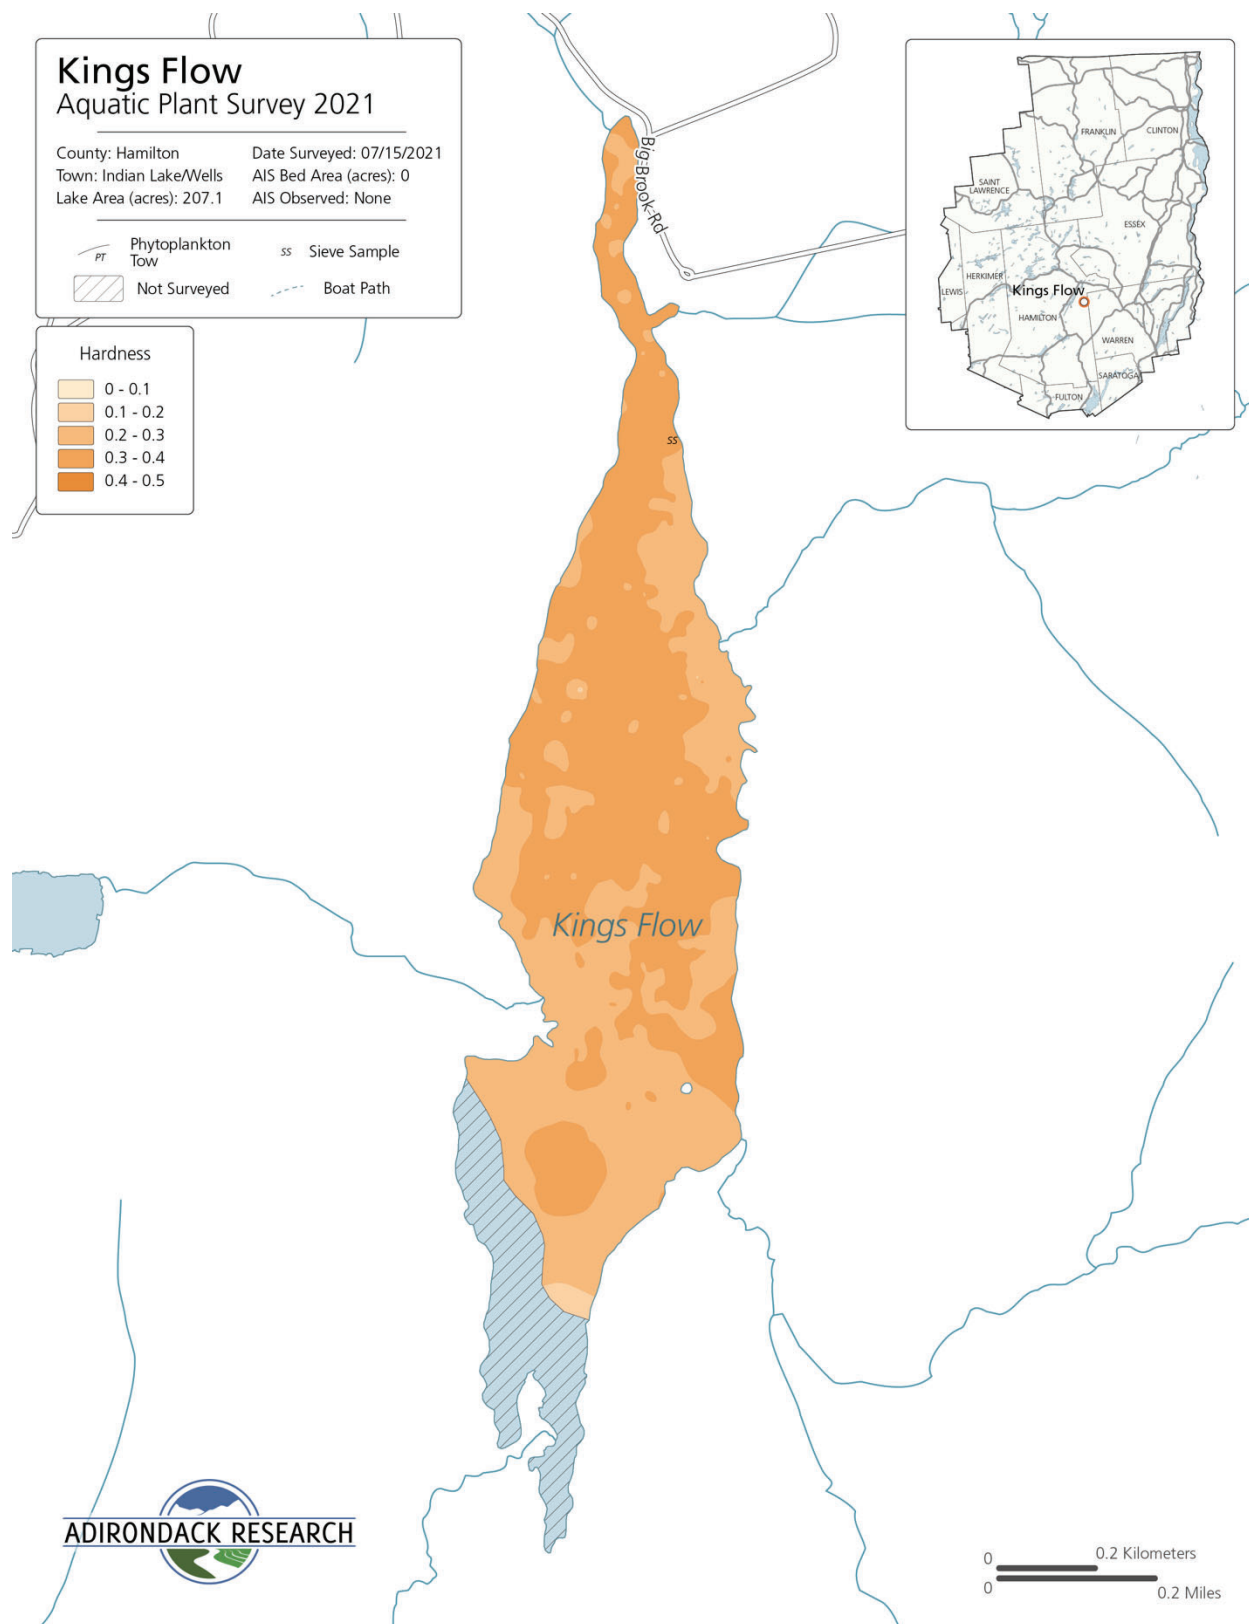 Kings Flow
Aquatic Plant Survey 2021
County: Hamilton
Date Surveyed: 07/15/2021
Town: Indian Lake/Wells
AIS Bed Area (acres): 0
Lake Area (acres): 207.1
AIS Observed: None
PT
Phytoplankton
Tow
SS
Sieve Sample
Not Surveyed
Boat Path
Hardness
0 - 0.1
0.1 - 0.2
0.2 - 0.3
0.3 - 0.4
0.4 - 0.5
Big Brook Rd
FRANKLIN
CLINTON
SAINT
LAWRENCE
ESSEX
HERKIMER
LEWIS
Kings Flow
HAMILTON
WARREN
SARATOGA
FULTON
SS
Kings Flow
ADIRONDACK RESEARCH
0
0.2 Kilometers
0
0.2 Miles